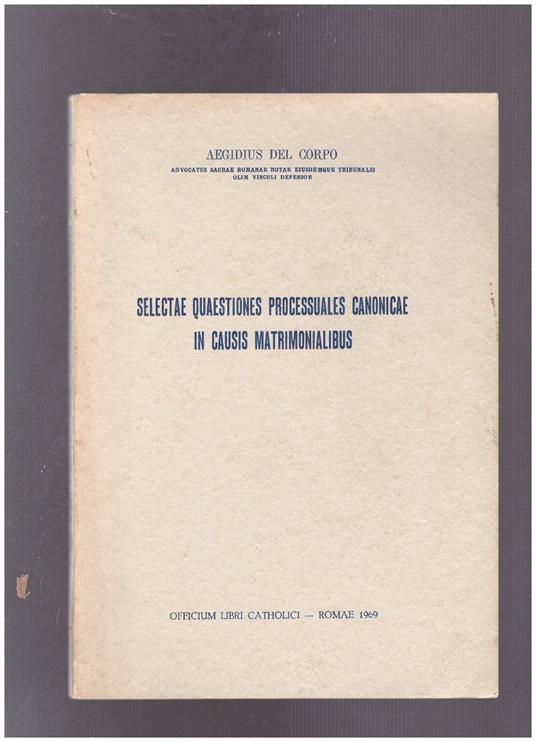 AEGIDIUS DEL CORPO
ADVOCATUS SACRAE ROMANAE ROTAE EIUSDEMQUE TRIBUNALIS
OLIM VINCULI DEFENSOR
SELECTAE QUAESTIONES PROCESSUALES CANONICAE
IN CAUSIS MATRIMONIALIBUS
OFFICIUM LIBRI CATHOLICI — ROMAE 1969